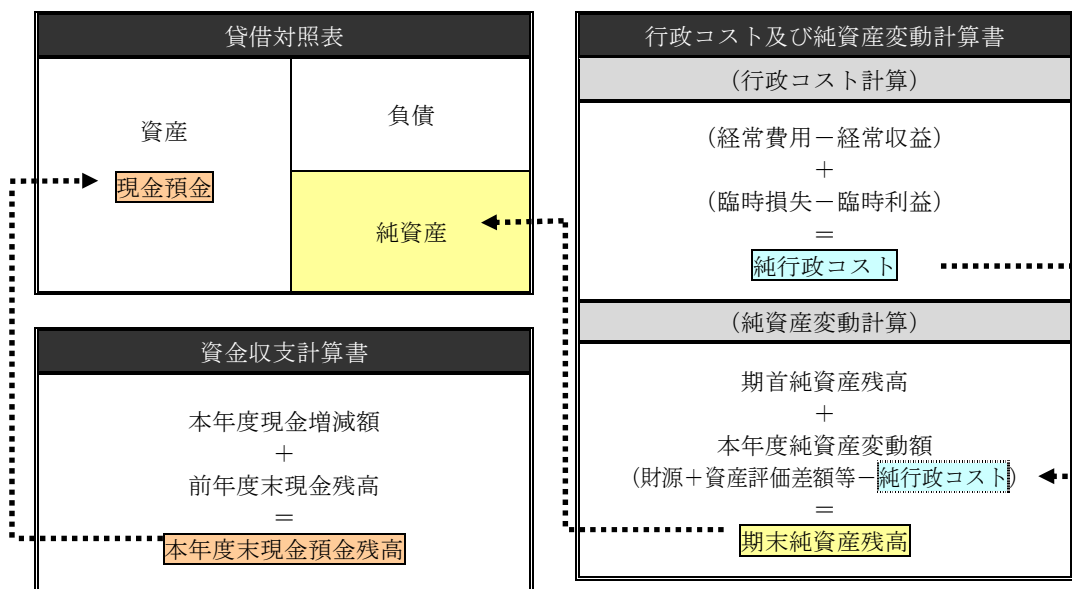 貸借対照表
資産
現金預金
負債
純資産
資金収支計算書
本年度現金増減額
+
前年度末現金残高
=
本年度末現金預金残高
行政コスト及び純資産変動計算書
(行政コスト計算)
(経常費用-経常収益)
+
(臨時損失-臨時利益)
=
純行政コスト
(純資産変動計算)
期首純資産残高
+
本年度純資産変動額
(財源+資産評価差額等-純行政コスト)
=
期末純資産残高